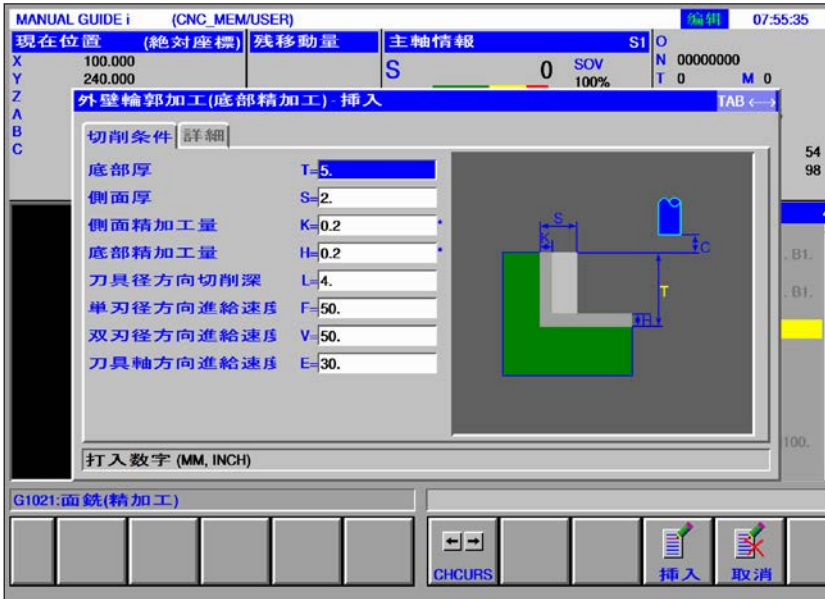 MANUAL GUIDE i (CNC_MEM/USER) 编辑 07:55:35
現在位置 (絶対座標) 残移動量 主軸情報 S1 O
X 100.000 S 0 SOV N 00000000
Y 240.000 100% T 0 M 0
Z
A
B
C
外壁輪郭加工(底部精加工)-挿入 TAB ←→
切削条件 詳細
54
98
底部厚 T=5.
側面厚 S=2.
側面精加工量 K=0.2 *
底部精加工量 H=0.2 *
刀具径方向切削深 L=4.
単刃径方向進給速度 F=50.
双刃径方向進給速度 V=50.
刀具軸方向進給速度 E=30.
S
K
C
T
H
. B1.
. B1.
100.
打入数字 (MM, INCH)
G1021:面銑(精加工)
CHCURS 挿入 取消